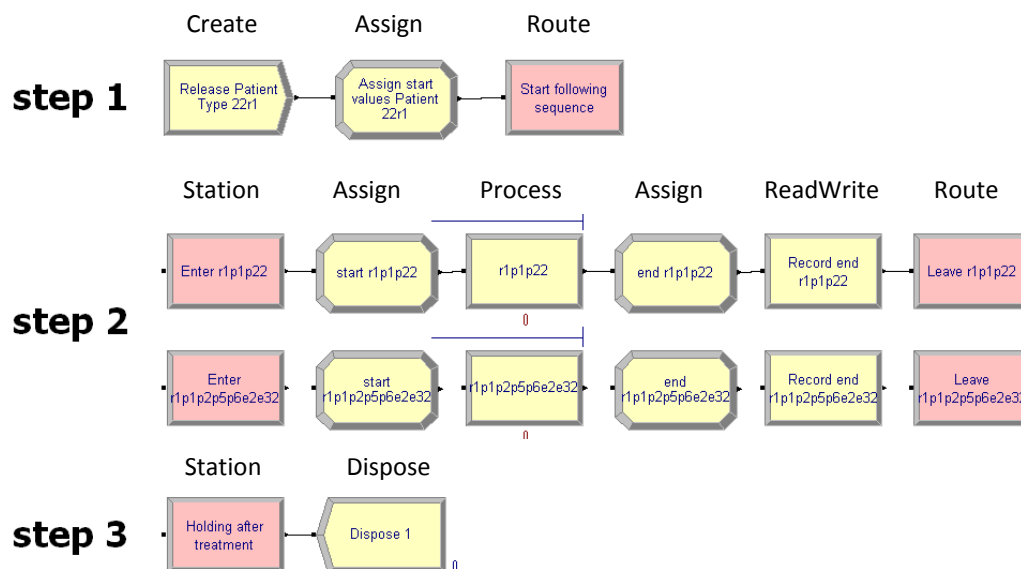 Create Assign Route
step 1
Release Patient
Type 22r1
Assign start
values Patient
22r1
Start following
sequence
Station Assign Process Assign ReadWrite Route
step 2
Enter r1p1p22
start r1p1p22
r1p1p22
0
end r1p1p22
Record end
r1p1p22
Leave r1p1p22
Enter
r1p1p2p5p6e2e32
start
r1p1p2p5p6e2e32
r1p1p2p5p6e2e32
0
end
r1p1p2p5p6e2e32
Record end
r1p1p2p5p6e2e32
Leave
r1p1p2p5p6e2e32
Station Dispose
step 3
Holding after
treatment
Dispose 1
0